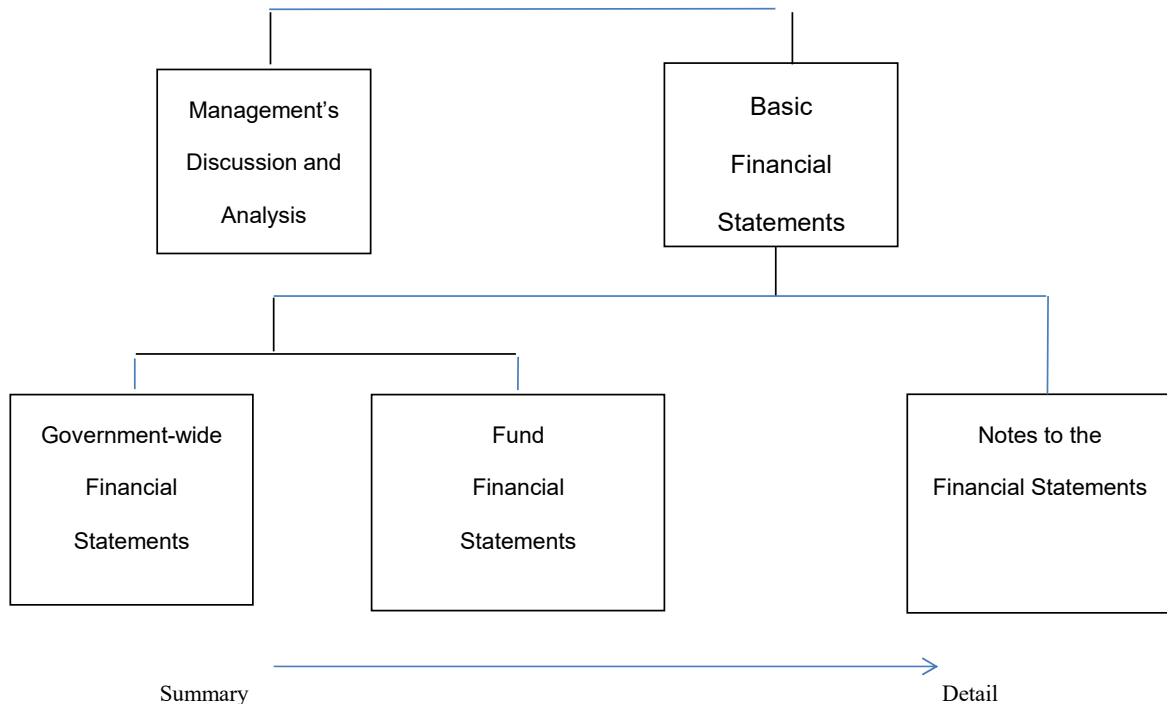 Management’s
Discussion and
Analysis
Basic
Financial
Statements
Government-wide
Financial
Statements
Fund
Financial
Statements
Notes to the
Financial Statements
Summary
Detail